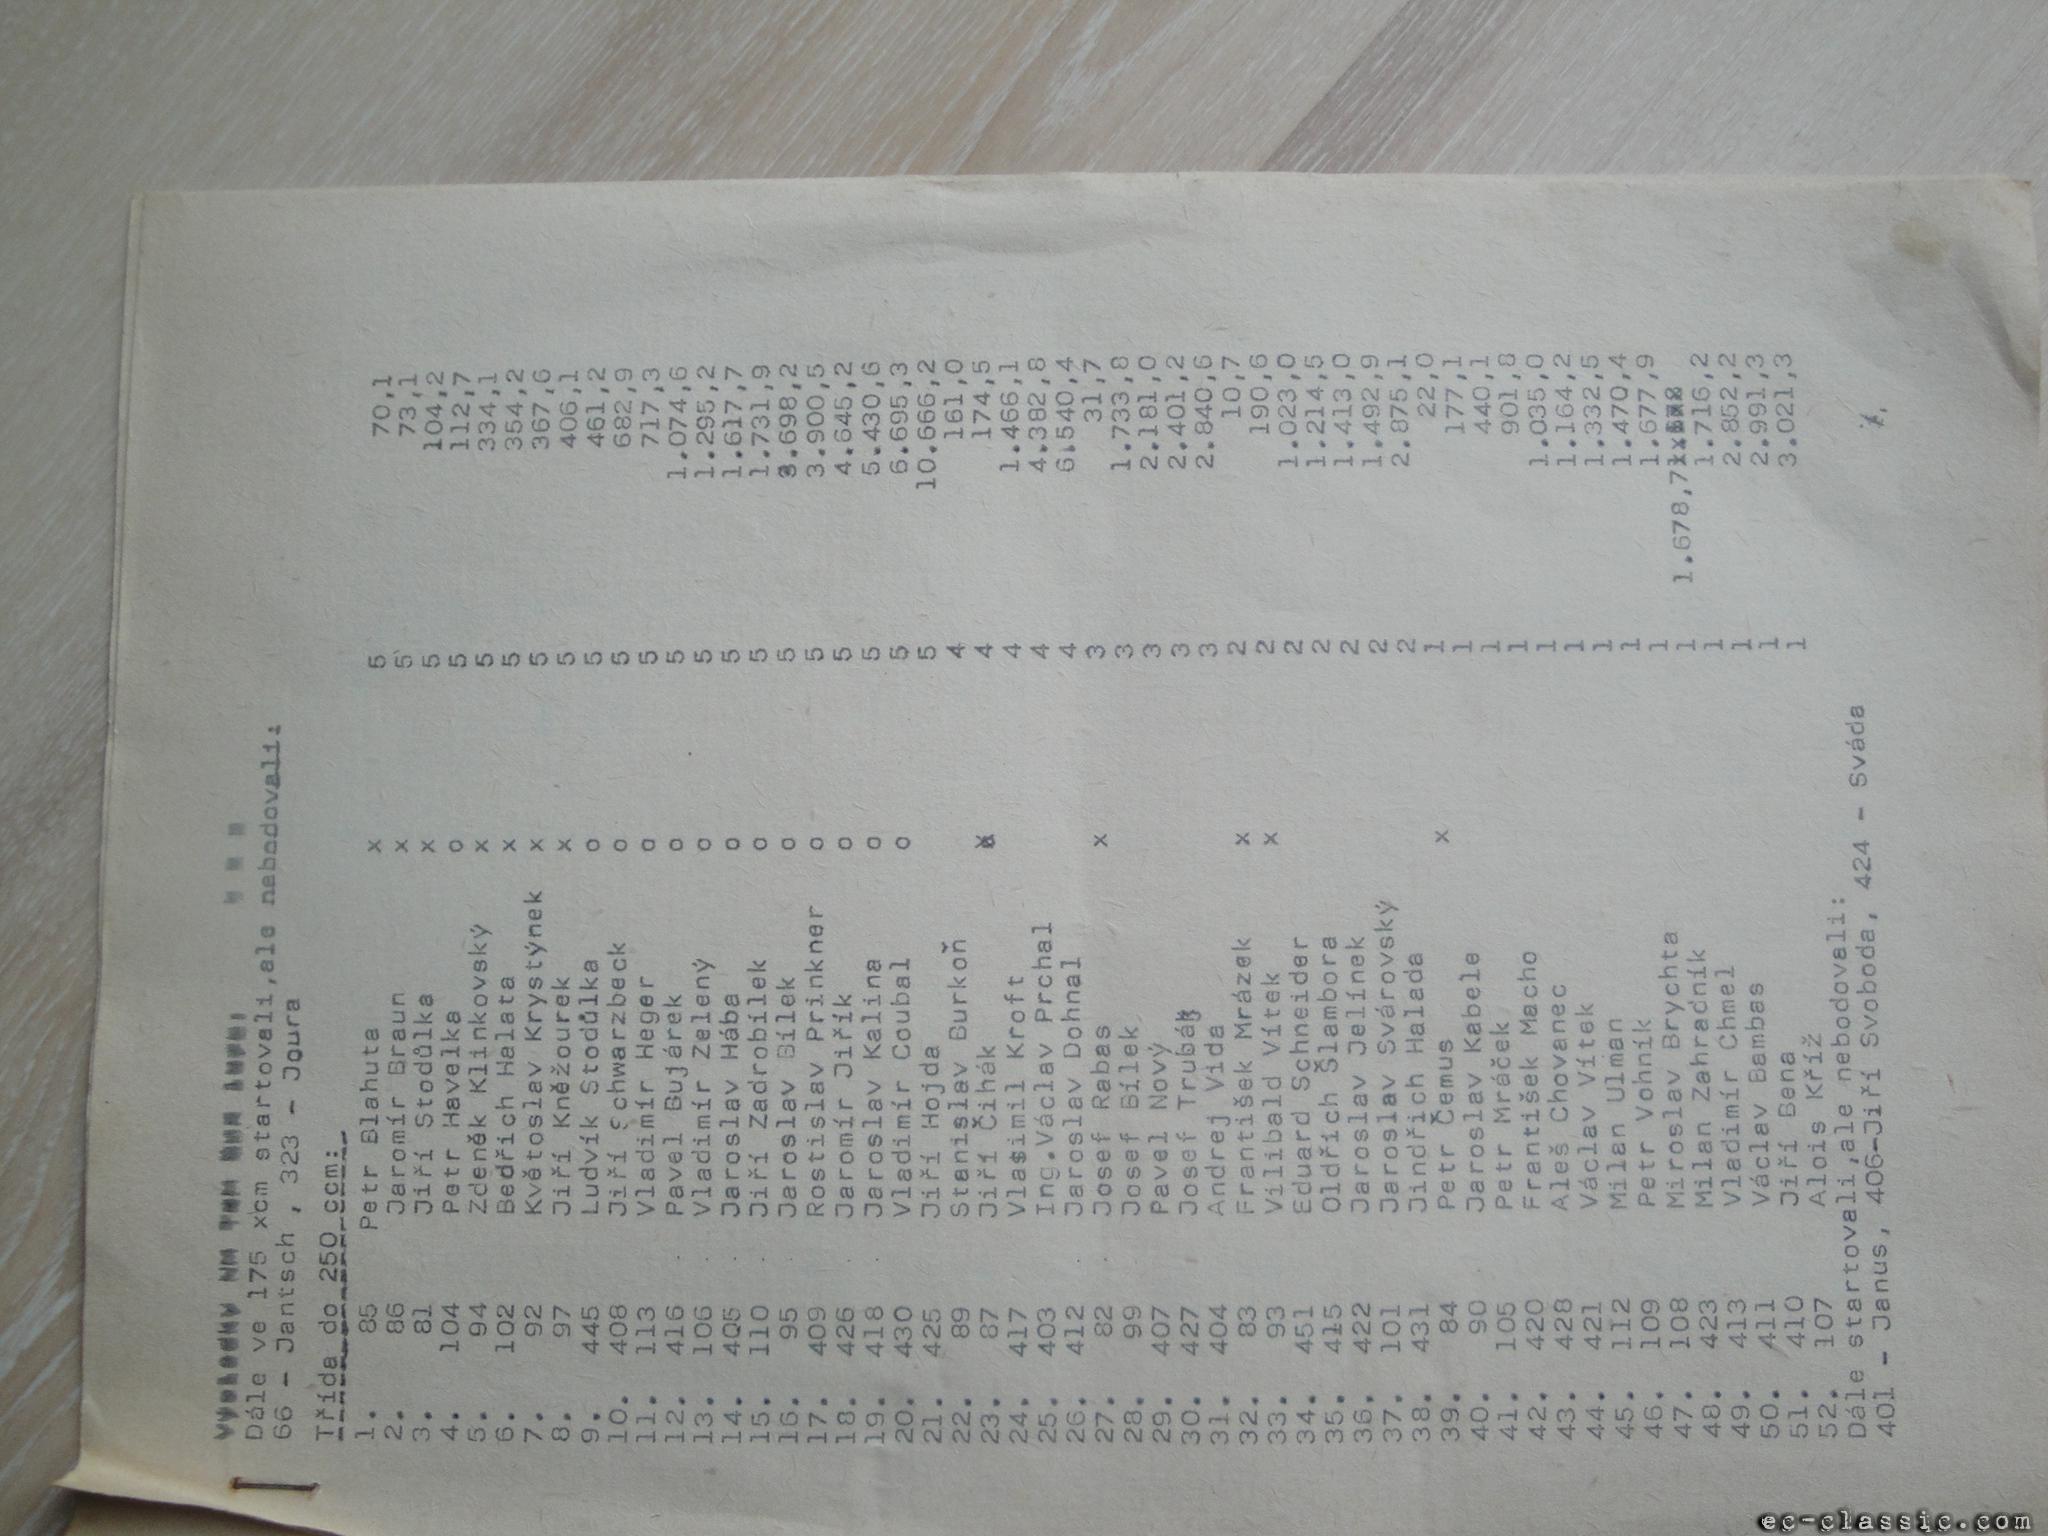 Dále ve 175 xcm startovali,ale nebodovali:
66 - Jantsch , 323 - Joura
Třída do 250 ccm:
1. 85 Petr Blahuta x 5 70,1
2. 86 Jaromír Braun x 5 73,1
3. 81 Jiří Stodůlka x 5 104,2
4. 104 Petr Havelka o 5 112,7
5. 94 Zdeněk Klinkovský x 5 334,1
6. 102 Bedřich Halata x 5 354,2
7. 92 Květoslav Krystýnek x 5 367,6
8. 97 Jiří Kněžourek x 5 406,1
9. 445 Ludvík Stodůlka o 5 461,2
10. 408 Jiří Schwarzbeck o 5 682,9
11. 113 Vladimír Heger o 5 717,3
12. 416 Pavel Bujárek o 5 1.074,6
13. 106 Vladimír Zelený o 5 1.295,2
14. 405 Jaroslav Hába o 5 1.617,7
15. 110 Jiří Zadrobílek o 5 1.731,9
16. 95 Jaroslav Bílek o 5 3.698,2
17. 409 Rostislav Prinkner o 5 3.900,5
18. 426 Jaromír Jiřík o 5 4.645,2
19. 418 Jaroslav Kalina o 5 5.430,6
20. 430 Vladimír Coubal o 5 6.695,3
21. 425 Jiří Hojda 5 10.666,2
22. 89 Stanislav Burkoň 4 161,0
23. 87 Jiří Čihák x 4 174,5
24. 417 Vlasimil Kroft 4 1.466,1
25. 403 Ing.Václav Prchal 4 4.382,8
26. 412 Jaroslav Dohnal 4 6.540,4
27. 82 Josef Rabas x 3 31,7
28. 99 Josef Bílek 3 1.733,8
29. 407 Pavel Nový 3 2.181,0
30. 427 Josef Trubák 3 2.401,2
31. 404 Andrej Vida 3 2.840,6
32. 83 František Mrázek x 2 10,7
33. 93 Vilibald Vítek x 2 190,6
34. 451 Eduard Schneider 2 1.023,0
35. 415 Oldřich Šlambora 2 1.214,5
36. 422 Jaroslav Jelínek 2 1.413,0
37. 101 Jaroslav Svárovský 2 1.492,9
38. 431 Jindřich Halada 2 2.875,1
39. 84 Petr Čemus x 1 22,0
40. 90 Jaroslav Kabele 1 177,1
41. 105 Petr Mráček 1 440,1
42. 420 František Macho 1 901,8
43. 428 Aleš Chovanec 1 1.035,0
44. 421 Václav Vítek 1 1.164,2
45. 112 Milan Ulman 1 1.332,5
46. 109 Petr Vohník 1 1.470,4
47. 108 Miroslav Brychta 1 1.677,9
48. 423 Milan Zahradník 1 1.678,7
49. 413 Vladimír Chmel 1 1.716,2
50. 411 Václav Bambas 1 2.852,2
51. 410 Jiří Bena 1 2.991,3
52. 107 Alois Kříž 1 3.021,3
Dále startovali,ale nebodovali:
401 - Janus, 406-Jiří Svoboda, 424 - Sváda
ec-classic.com